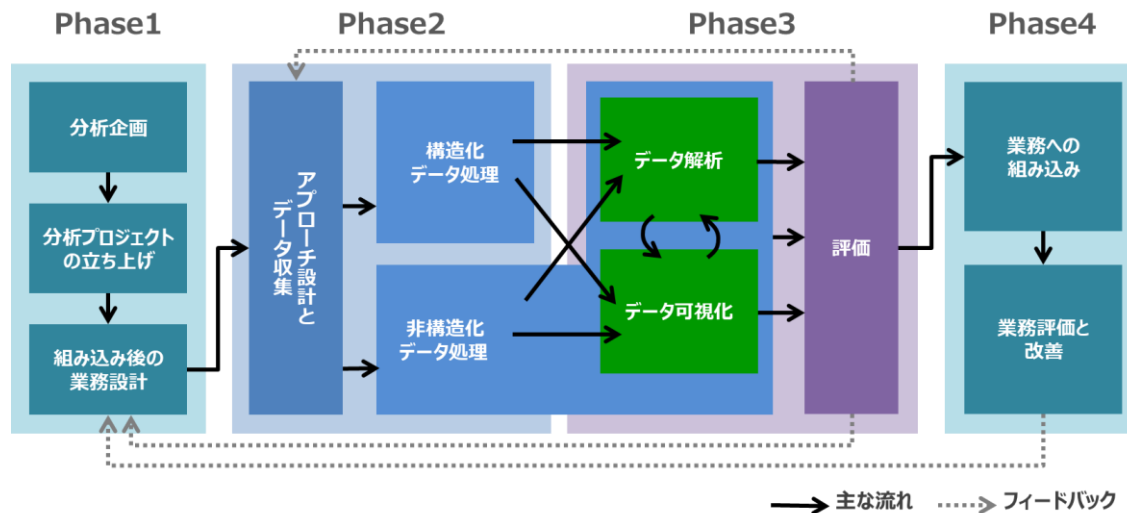 Phase1
Phase2
Phase3
Phase4
分析企画
分析プロジェクト
の立ち上げ
組み込み後の
業務設計
アプローチ設計と
データ収集
構造化
データ処理
非構造化
データ処理
データ解析
データ可視化
評価
業務への
組み込み
業務評価と
改善
主な流れ
フィードバック